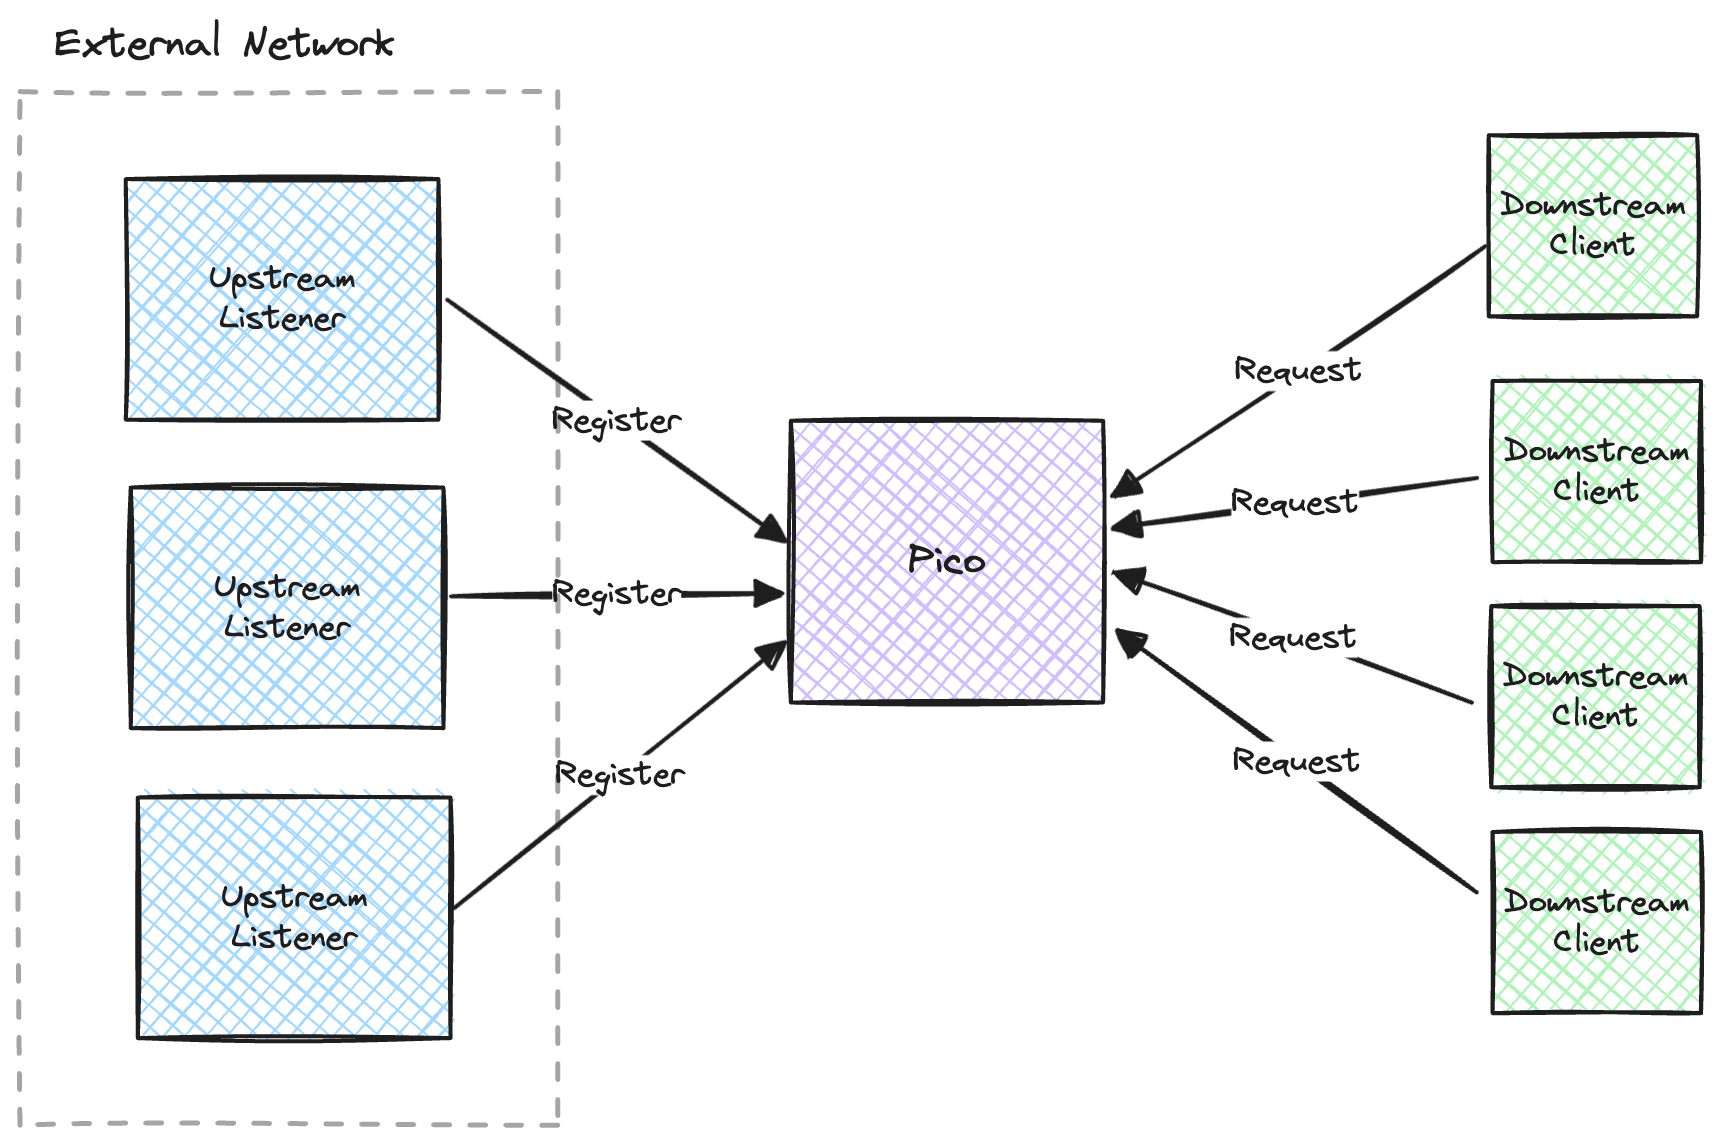 External Network
Upstream
Listener
Register
Upstream
Listener
Register
Upstream
Listener
Register
Pico
Request
Downstream
Client
Request
Downstream
Client
Request
Downstream
Client
Request
Downstream
Client